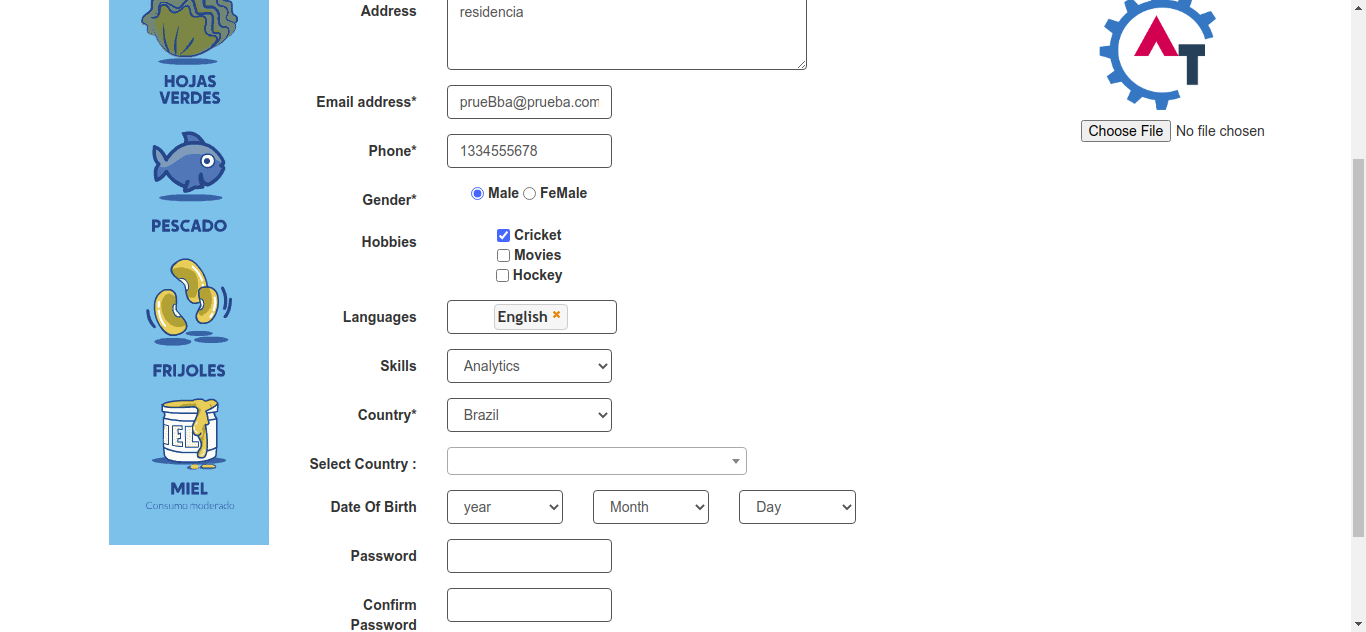 HOJAS
VERDES
PESCADO
FRIJOLES
MIEL
Consumo moderado
Address
residencia
Email address*
prueBba@prueba.com
Phone*
1334555678
Gender*
Male FeMale
Hobbies
Cricket
Movies
Hockey
Languages
English
Skills
Analytics
Country*
Brazil
Select Country :
Date Of Birth
year Month Day
Password
Confirm
Password
AT
Choose File No file chosen